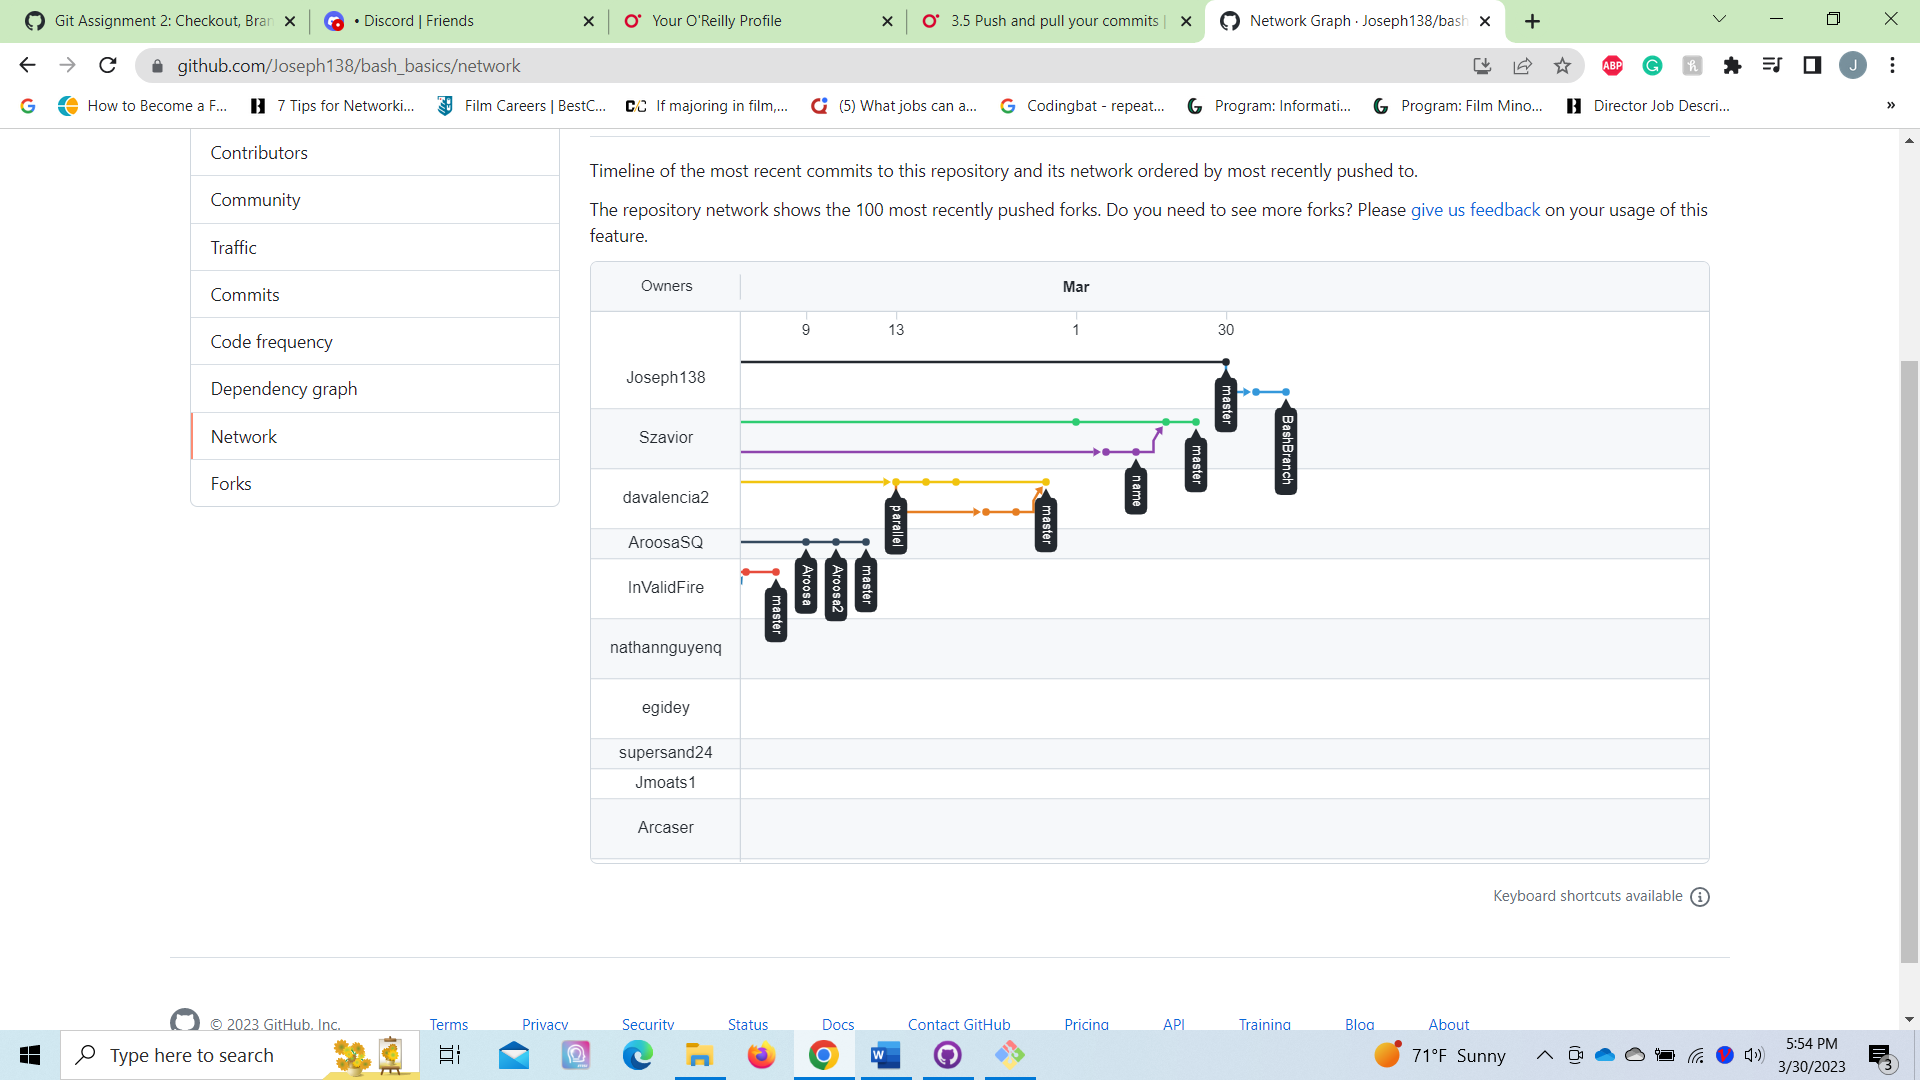 Git Assignment 2: Checkout, Bran
• Discord | Friends
Your O'Reilly Profile
3.5 Push and pull your commits |
Network Graph · Joseph138/bash
github.com/Joseph138/bash_basics/network
ABP
J
How to Become a F...
7 Tips for Networki...
Film Careers | BestC...
If majoring in film,...
(5) What jobs can a...
Codingbat - repeat...
Program: Informati...
Program: Film Mino...
Director Job Descri...
»
Contributors
Community
Traffic
Commits
Code frequency
Dependency graph
Network
Forks
Timeline of the most recent commits to this repository and its network ordered by most recently pushed to.
The repository network shows the 100 most recently pushed forks. Do you need to see more forks? Please give us feedback on your usage of this
feature.
Owners
Mar
9
13
1
30
Joseph138
master
BashBranch
Szavior
name
master
davalencia2
parallel
master
AroosaSQ
Aroosa
Aroosa2
master
InValidFire
master
nathannguyenq
egidey
supersand24
Jmoats1
Arcaser
Keyboard shortcuts available
© 2023 GitHub, Inc.
Terms
Privacy
Security
Status
Docs
Contact GitHub
Pricing
API
Training
Blog
About
Type here to search
71°F Sunny
5:54 PM
3/30/2023
3